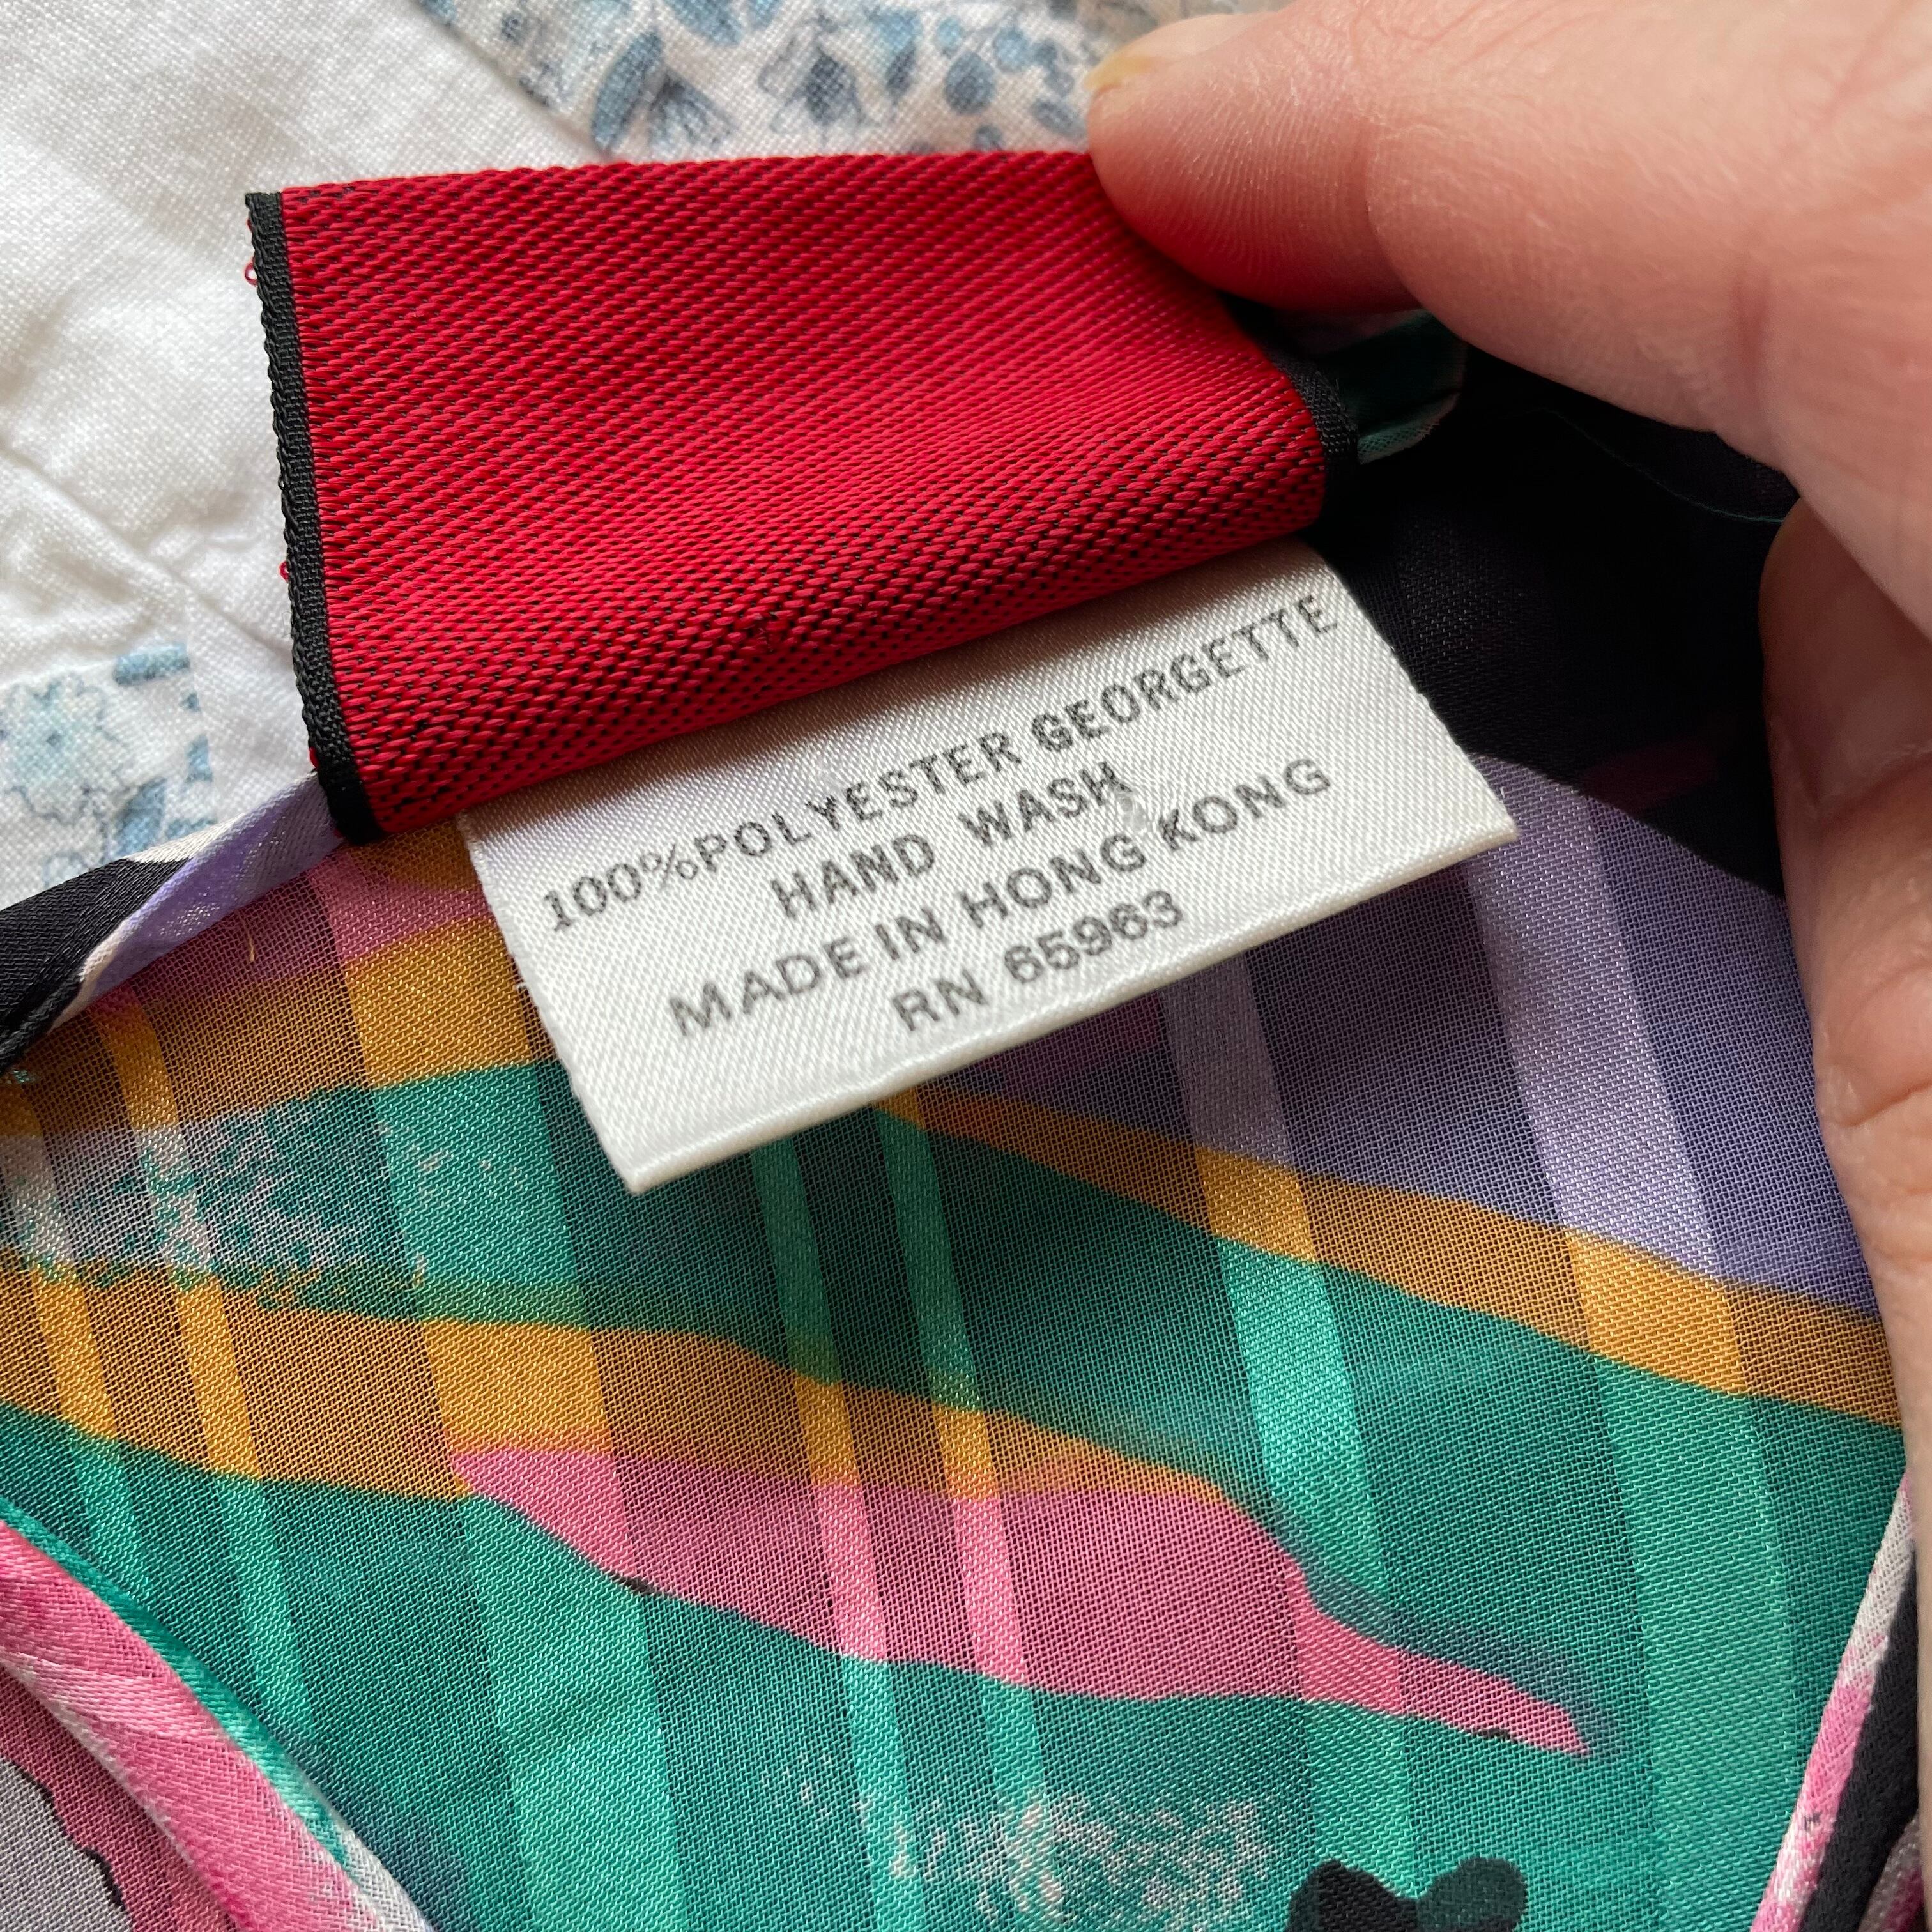 100%POLYESTER GEORGETTE
HAND WASH
MADE IN HONG KONG
RN 65963